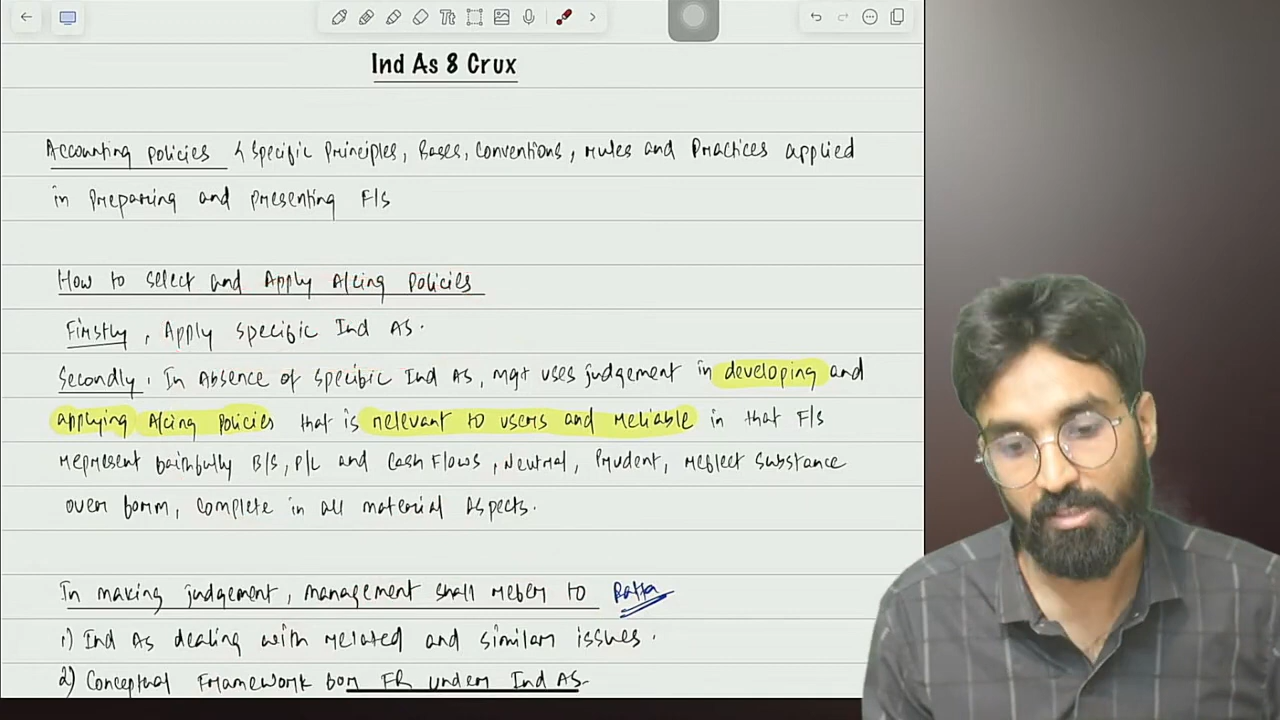 Ind As 8 Crux
Accounting policies { Specific Principles, Bases, Conventions, rules and Practices applied
in Preparing and presenting F/S
How to select and Apply A/cing Policies
Firstly, Apply specific Ind AS.
Secondly. In Absence of specific Ind AS, mgt uses judgement in developing and
applying A/cing policies that is relevant to users and reliable in that F/S
represent faithfully B/S, P/L and Cash Flows, Neutral, Prudent, reflect substance
over form, complete in all material Aspects.
In making judgement, management shall refer to Ratta
1) Ind As dealing with related and similar issues.
2) Conceptual Framework for FR under Ind AS